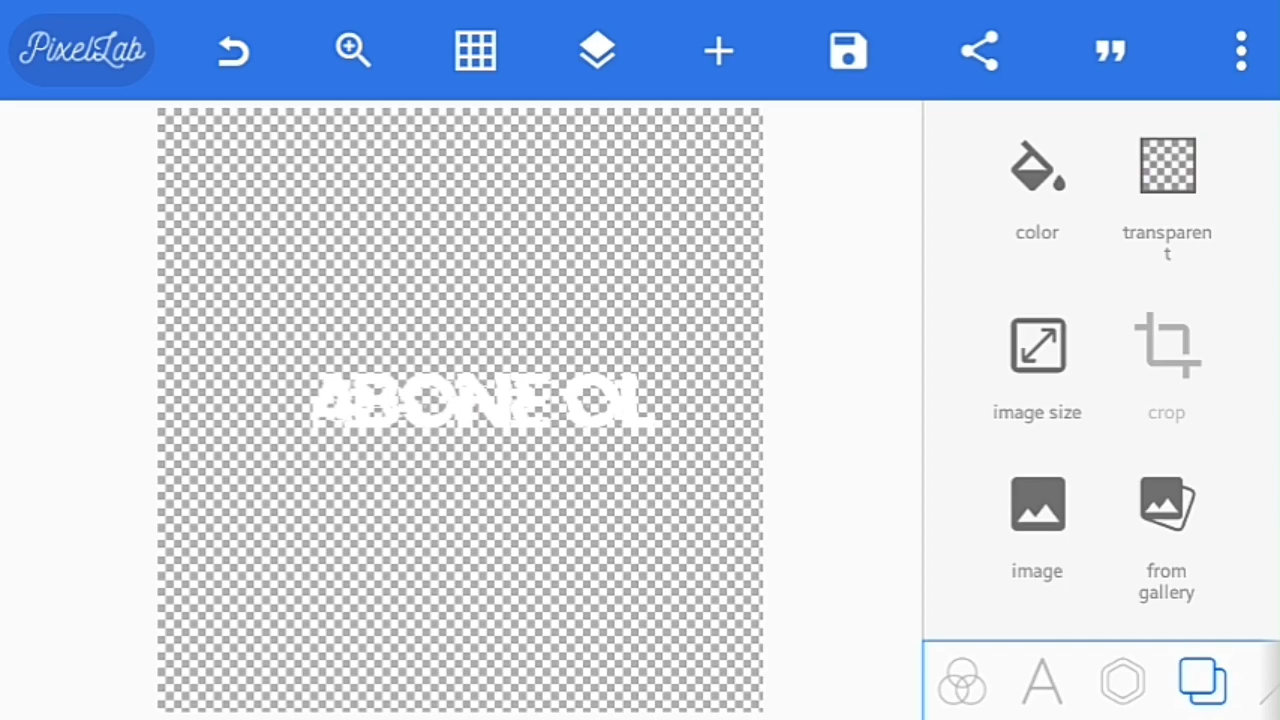 PixelLab
color
transparen
t
ABONE OL
image size
crop
image
from
gallery